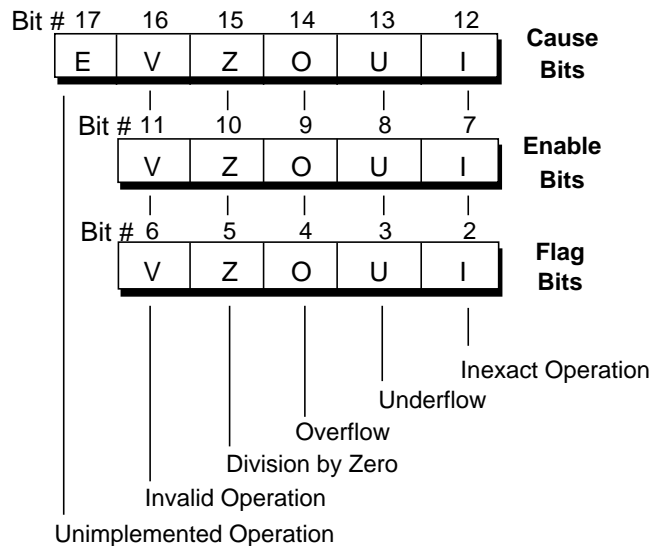 Bit # 17 16 15 14 13 12
E V Z O U I
Cause
Bits
Bit # 11 10 9 8 7
V Z O U I
Enable
Bits
Bit # 6 5 4 3 2
V Z O U I
Flag
Bits
Inexact Operation
Underflow
Overflow
Division by Zero
Invalid Operation
Unimplemented Operation